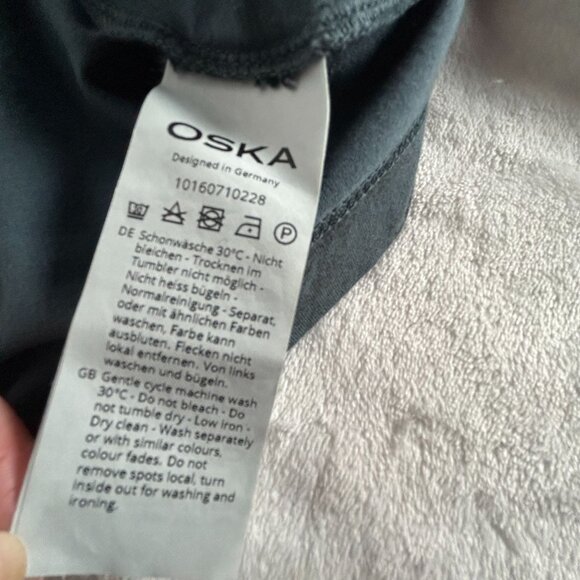 OSKA
Designed in Germany
10160710228
P
DE Schonwäsche 30°C - Nicht
bleichen - Trocknen im
Tumbler nicht möglich -
Nicht heiss bügeln -
Normalreinigung - Separat,
oder mit ähnlichen Farben
waschen, Farbe kann
ausbluten. Flecken nicht
lokal entfernen. Von links
waschen und bügeln.
GB Gentle cycle machine wash
30°C - Do not bleach - Do
not tumble dry - Low iron -
Dry clean - Wash separately
or with similar colours,
colour fades. Do not
remove spots local, turn
inside out for washing and
ironing.